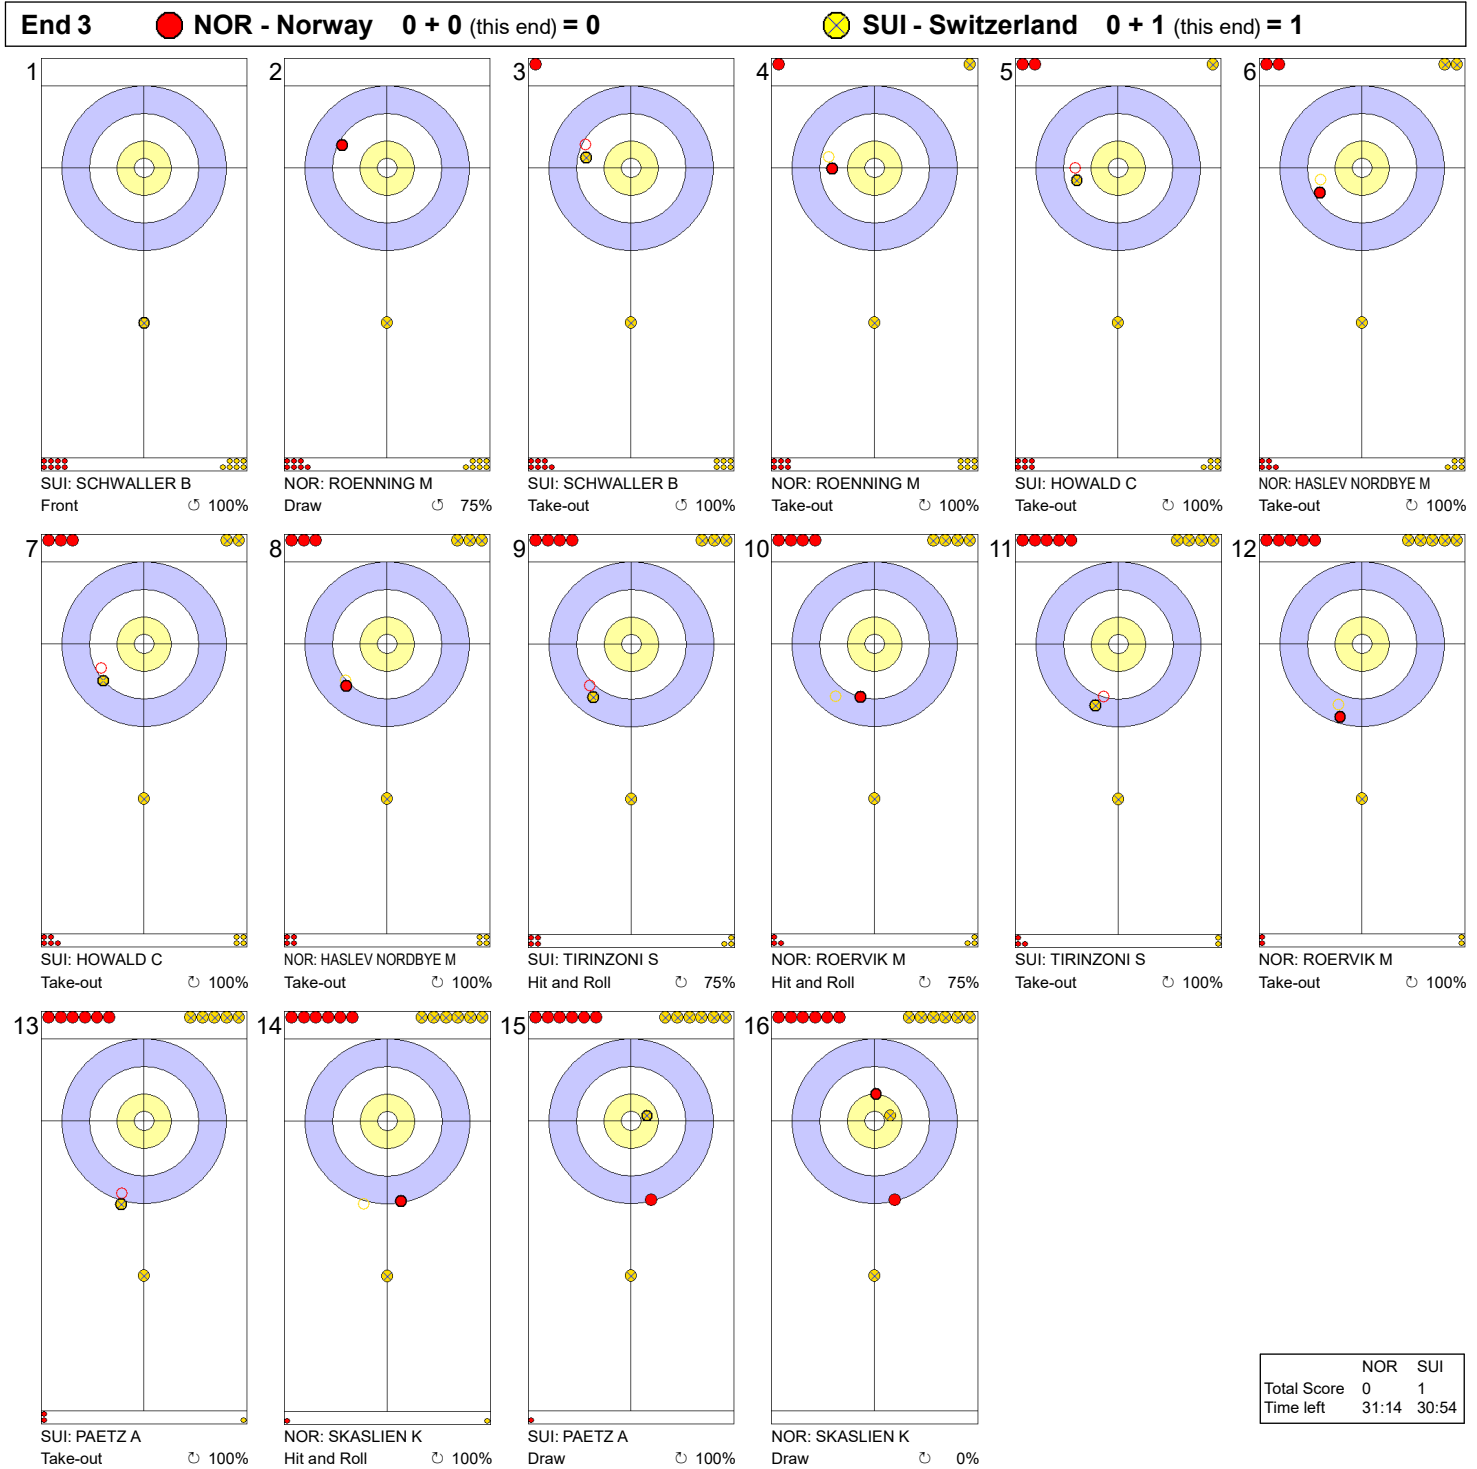 End 3 NOR - Norway 0 + 0 (this end) = 0 SUI - Switzerland 0 + 1 (this end) = 1
1 2 3 4 5 6
SUI: SCHWALLER B NOR: ROENNING M SUI: SCHWALLER B NOR: ROENNING M SUI: HOWALD C NOR: HASLEV NORDBYE M
Front ↺ 100% Draw ↺ 75% Take-out ↺ 100% Take-out ↺ 100% Take-out ↺ 100% Take-out ↻ 100%
7 8 9 10 11 12
SUI: HOWALD C NOR: HASLEV NORDBYE M SUI: TIRINZONI S NOR: ROERVIK M SUI: TIRINZONI S NOR: ROERVIK M
Take-out ↻ 100% Take-out ↻ 100% Hit and Roll ↻ 75% Hit and Roll ↻ 75% Take-out ↻ 100% Take-out ↻ 100%
13 14 15 16
SUI: PAETZ A NOR: SKASLIEN K SUI: PAETZ A NOR: SKASLIEN K
Take-out ↻ 100% Hit and Roll ↻ 100% Draw ↻ 100% Draw ↻ 0%
NOR SUI
Total Score 0 1
Time left 31:14 30:54